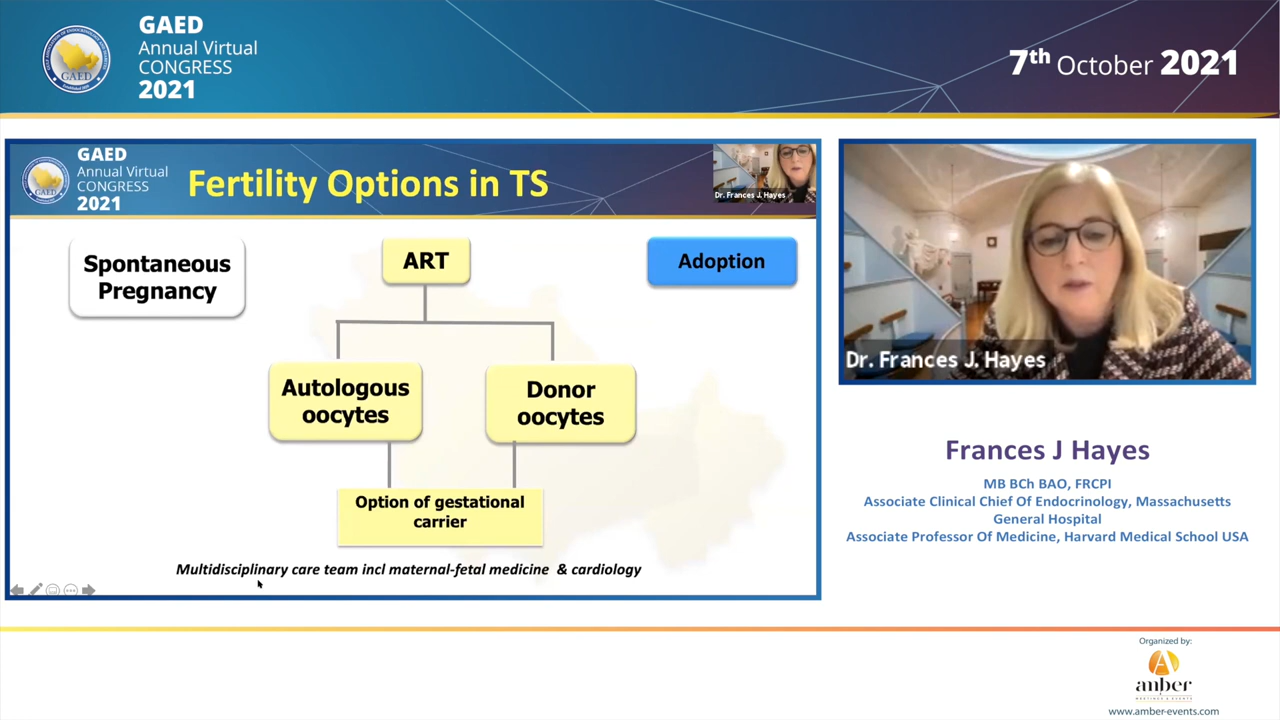 GAED
Annual Virtual
CONGRESS
2021
7th October 2021
GAED
GAED
Annual Virtual
CONGRESS
2021
Fertility Options in TS
Dr. Frances J. Hayes
Spontaneous
Pregnancy
ART
Adoption
Autologous
oocytes
Donor
oocytes
Option of gestational
carrier
Multidisciplinary care team incl maternal-fetal medicine & cardiology
Dr. Frances J. Hayes
Frances J Hayes
MB BCh BAO, FRCPI
Associate Clinical Chief Of Endocrinology, Massachusetts
General Hospital
Associate Professor Of Medicine, Harvard Medical School USA
Organized by:
anber
www.amber-events.com